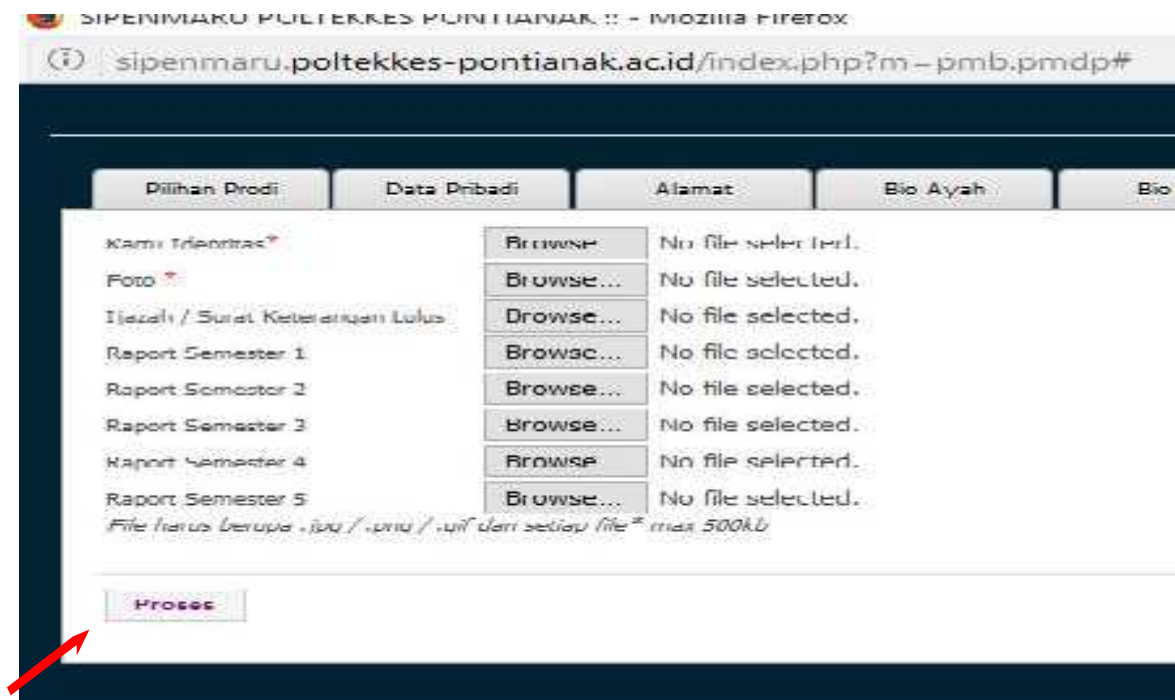 SIPENMARU POLTEKKES PONTIANAK !! - Mozilla Firefox
sipenmaru.poltekkes-pontianak.ac.id/index.php?m=pmb.pmdp#
Pilihan Prodi Data Pribadi Alamat Bio Ayah Bio
Kartu Identitas* Browse... No file selected.
Foto * Browse... No file selected.
Ijazah / Surat Keterangan Lulus Browse... No file selected.
Raport Semester 1 Browse... No file selected.
Raport Semester 2 Browse... No file selected.
Raport Semester 3 Browse... No file selected.
Raport Semester 4 Browse... No file selected.
Raport Semester 5 Browse... No file selected.
File harus berupa .jpg / .png / .gif dan setiap file* max 500kb
Proses